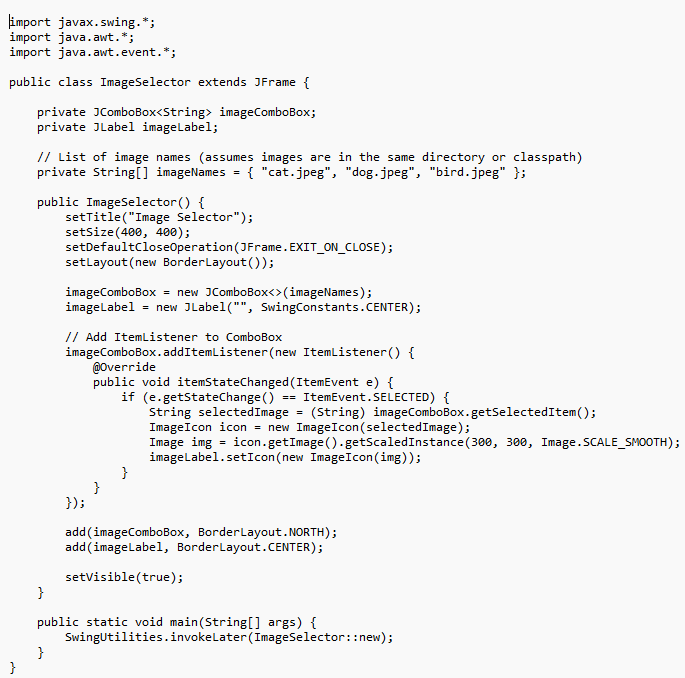 import javax.swing.*;
import java.awt.*;
import java.awt.event.*;

public class ImageSelector extends JFrame {

    private JComboBox<String> imageComboBox;
    private JLabel imageLabel;

    // List of image names (assumes images are in the same directory or classpath)
    private String[] imageNames = { "cat.jpeg", "dog.jpeg", "bird.jpeg" };

    public ImageSelector() {
        setTitle("Image Selector");
        setSize(400, 400);
        setDefaultCloseOperation(JFrame.EXIT_ON_CLOSE);
        setLayout(new BorderLayout());

        imageComboBox = new JComboBox<>(imageNames);
        imageLabel = new JLabel("", SwingConstants.CENTER);

        // Add ItemListener to ComboBox
        imageComboBox.addItemListener(new ItemListener() {
            @Override
            public void itemStateChanged(ItemEvent e) {
                if (e.getStateChange() == ItemEvent.SELECTED) {
                    String selectedImage = (String) imageComboBox.getSelectedItem();
                    ImageIcon icon = new ImageIcon(selectedImage);
                    Image img = icon.getImage().getScaledInstance(300, 300, Image.SCALE_SMOOTH);
                    imageLabel.setIcon(new ImageIcon(img));
                }
            }
        });

        add(imageComboBox, BorderLayout.NORTH);
        add(imageLabel, BorderLayout.CENTER);

        setVisible(true);
    }

    public static void main(String[] args) {
        SwingUtilities.invokeLater(ImageSelector::new);
    }
}